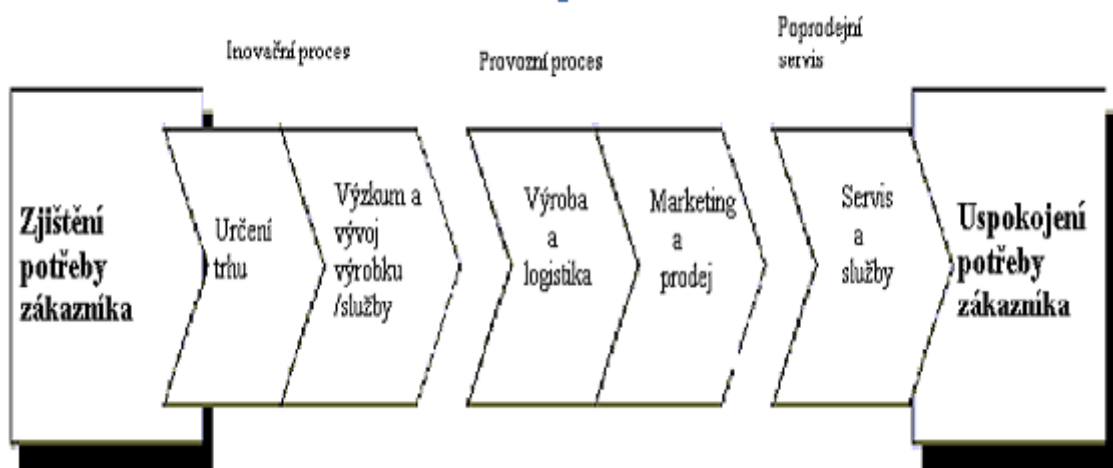 Inovační proces
Provozní proces
Poprodejní
servis
Zjištění
potřeby
zákazníka
Určení
trhu
Výzkum a
vývoj
výrobku
/služby
Výroba
a
logistika
Marketing
a
prodej
Servis
a
služby
Uspokojení
potřeby
zákazníka